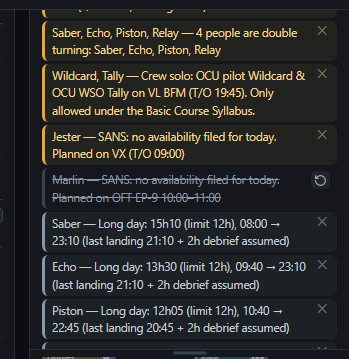 Saber, Echo, Piston, Relay — 4 people are double
turning: Saber, Echo, Piston, Relay
Wildcard, Tally — Crew solo: OCU pilot Wildcard &
OCU WSO Tally on VL BFM (T/O 19:45). Only
allowed under the Basic Course Syllabus.
Jester — SANS: no availability filed for today.
Planned on VX (T/O 09:00)
Marlin — SANS: no availability filed for today.
Planned on OFT EP-9 10:00–11:00
Saber — Long day: 15h10 (limit 12h), 08:00 →
23:10 (last landing 21:10 + 2h debrief assumed)
Echo — Long day: 13h30 (limit 12h), 09:40 → 23:10
(last landing 21:10 + 2h debrief assumed)
Piston — Long day: 12h05 (limit 12h), 10:40 →
22:45 (last landing 20:45 + 2h debrief assumed)